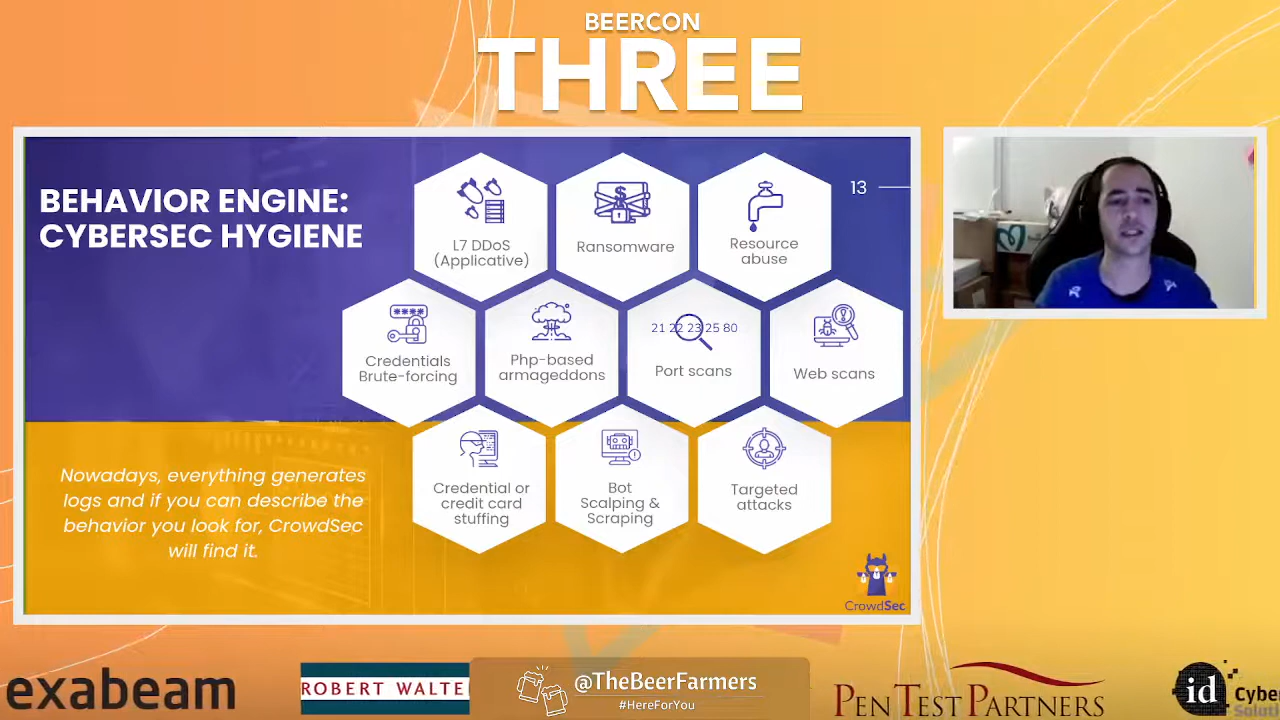 BEERCON
THREE
BEHAVIOR ENGINE:
CYBERSEC HYGIENE
13
L7 DDoS
(Applicative)
Ransomware
Resource
abuse
Credentials
Brute-forcing
Php-based
armageddons
21 22 23 25 80
Port scans
Web scans
Credential or
credit card
stuffing
Bot
Scalping &
Scraping
Targeted
attacks
Nowadays, everything generates
logs and if you can describe the
behavior you look for, CrowdSec
will find it.
CrowdSec
exabeam
ROBERT WALTE
@TheBeerFarmers
#HereForYou
PEN TEST PARTNERS
id
Cyber
Soluti